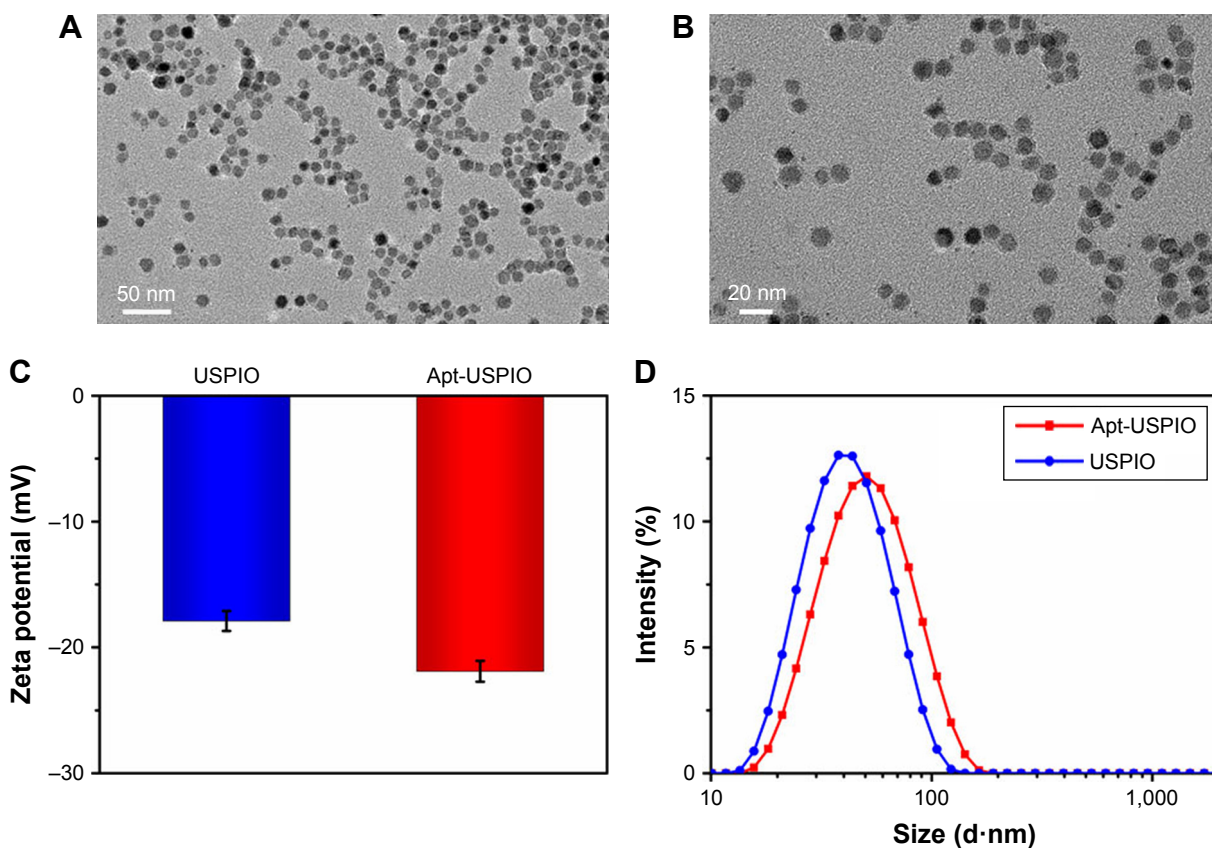 A
50 nm
B
20 nm
C
USPIO
Apt-USPIO
0
–10
–20
–30
Zeta potential (mV)
D
15
10
5
0
Intensity (%)
Apt-USPIO
USPIO
10
100
1,000
Size (d·nm)